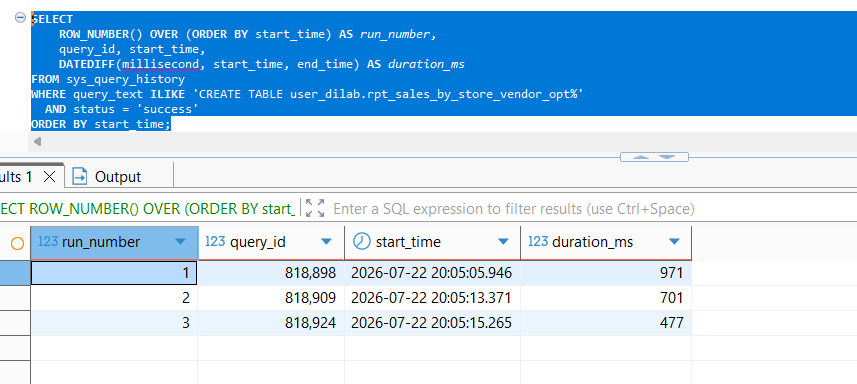 SELECT
ROW_NUMBER() OVER (ORDER BY start_time) AS run_number,
query_id, start_time,
DATEDIFF(millisecond, start_time, end_time) AS duration_ms
FROM sys_query_history
WHERE query_text ILIKE 'CREATE TABLE user_dilab.rpt_sales_by_store_vendor_opt%'
AND status = 'success'
ORDER BY start_time;
ults 1 Output
ECT ROW_NUMBER() OVER (ORDER BY start_ Enter a SQL expression to filter results (use Ctrl+Space)
123 run_number 123 query_id start_time 123 duration_ms
1 818,898 2026-07-22 20:05:05.946 971
2 818,909 2026-07-22 20:05:13.371 701
3 818,924 2026-07-22 20:05:15.265 477